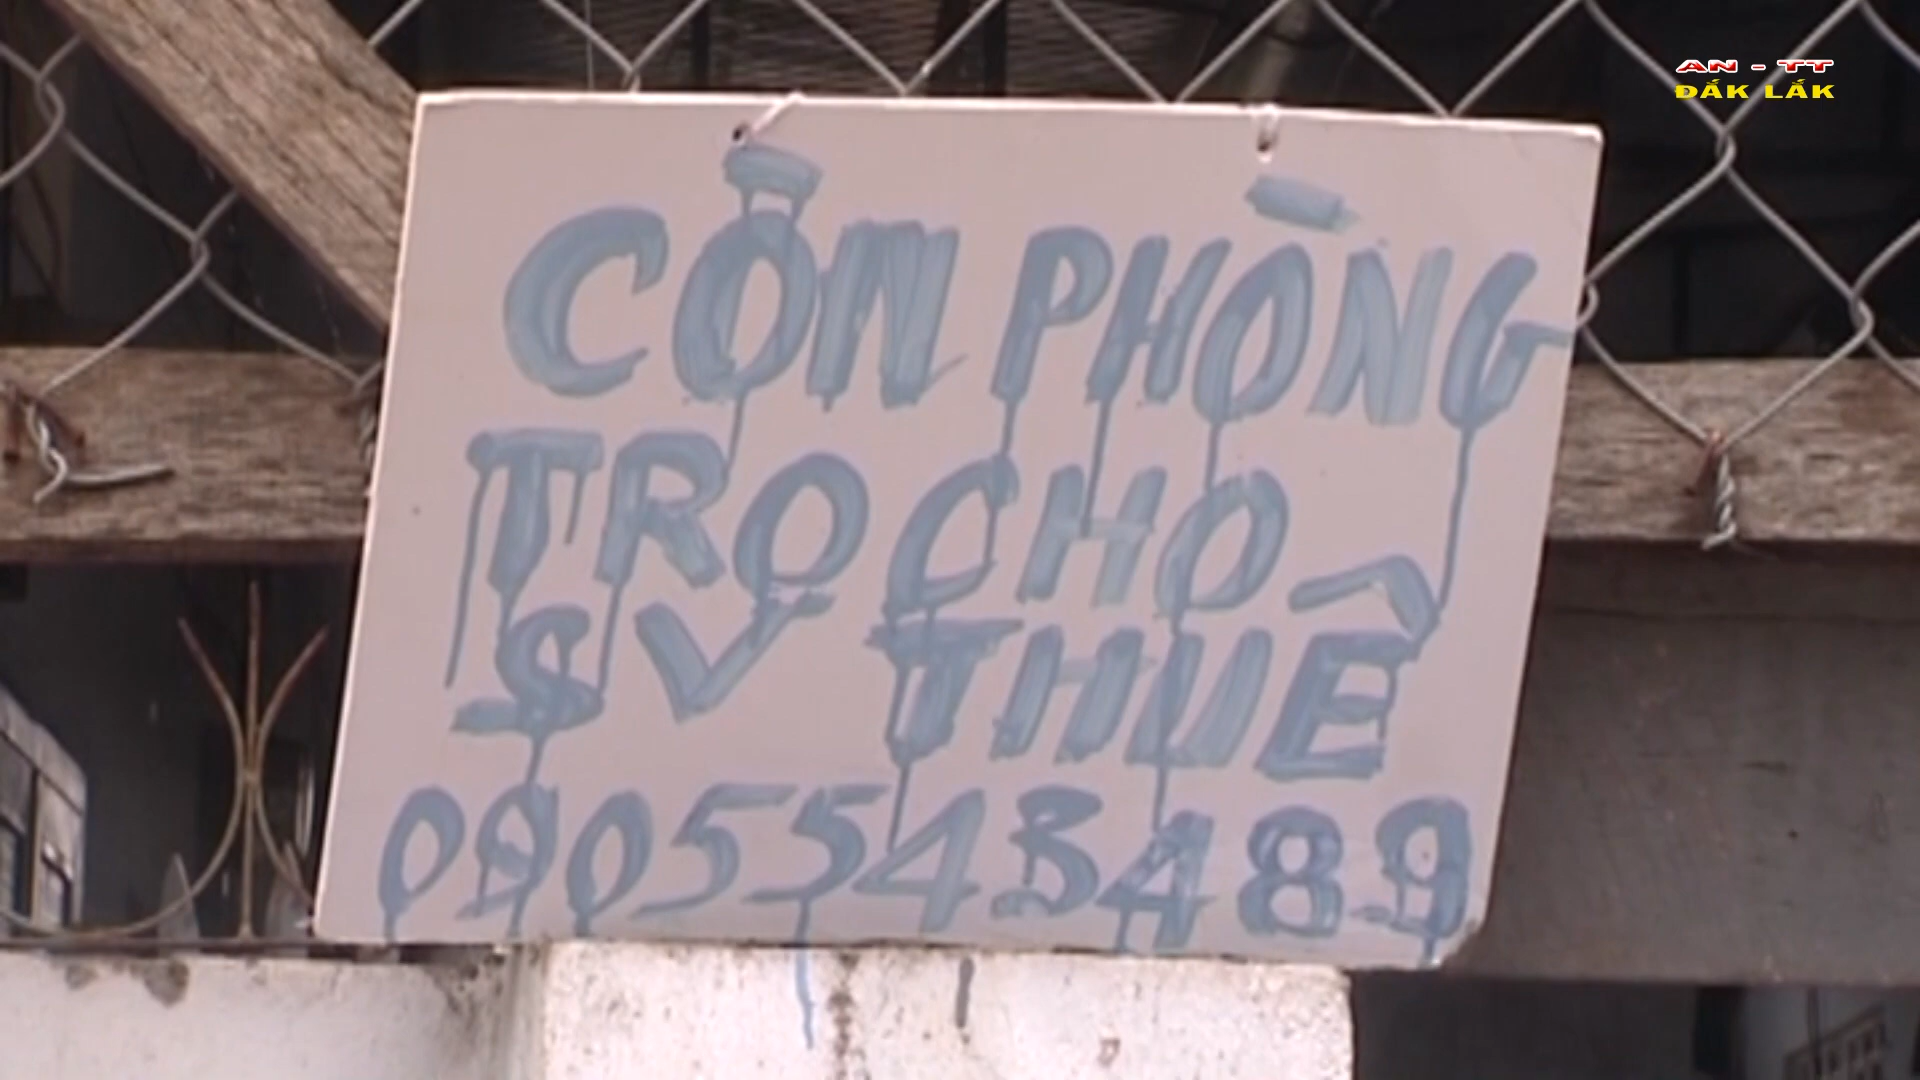 AN - TT
ĐẮK LẮK
CÒN PHÒNG
TRỌ CHO
SV THUÊ
0905543489